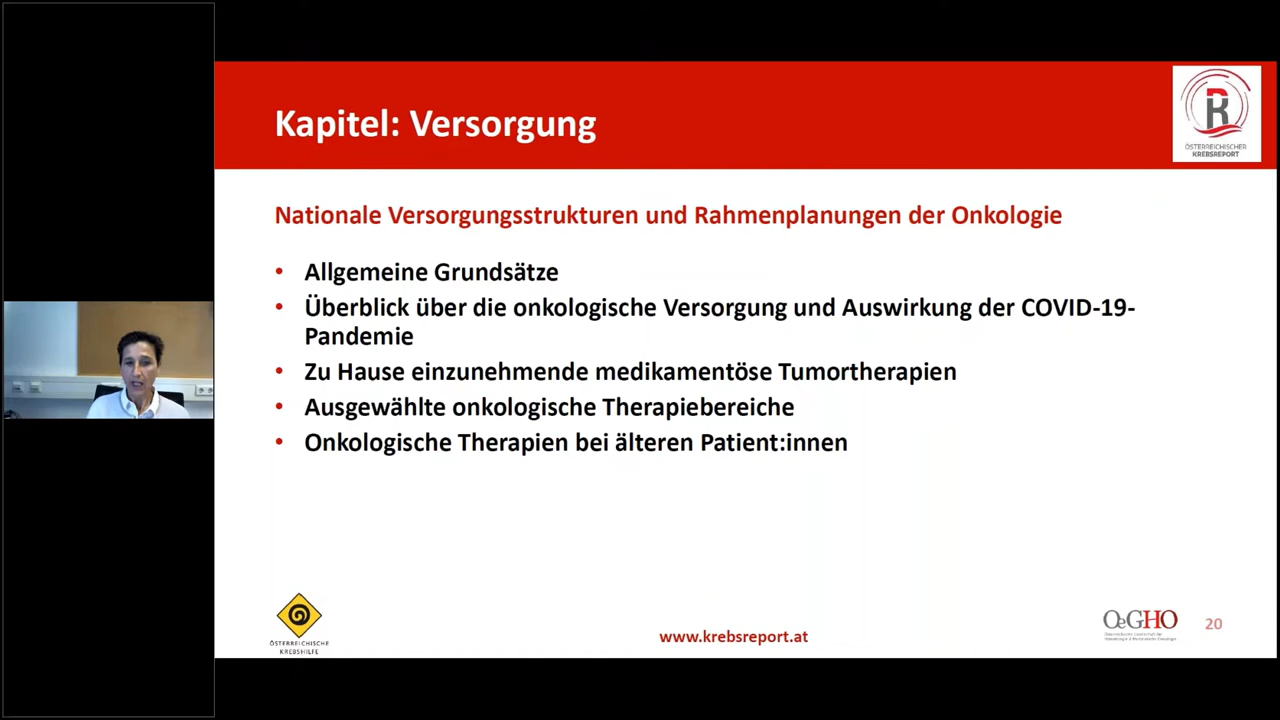 Kapitel: Versorgung
ÖSTERREICHISCHER
KREBSREPORT
Nationale Versorgungsstrukturen und Rahmenplanungen der Onkologie
• Allgemeine Grundsätze
• Überblick über die onkologische Versorgung und Auswirkung der COVID-19-
Pandemie
• Zu Hause einzunehmende medikamentöse Tumortherapien
• Ausgewählte onkologische Therapiebereiche
• Onkologische Therapien bei älteren Patient:innen
ÖSTERREICHISCHE
KREBSHILFE
www.krebsreport.at
OeGHO
20